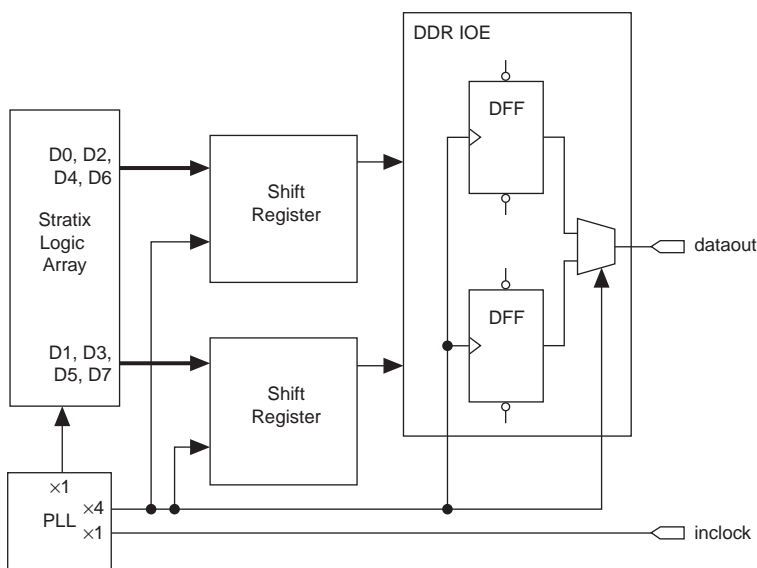 DDR IOE
DFF
D0, D2,
D4, D6
Shift
Register
Stratix
Logic
Array
dataout
DFF
D1, D3,
D5, D7
Shift
Register
×1
×4
PLL
×1
inclock